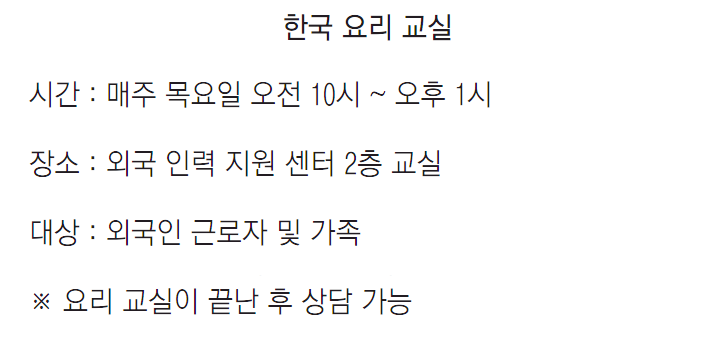 한국 요리 교실
시간 : 매주 목요일 오전 10시 ~ 오후 1시
장소 : 외국 인력 지원 센터 2층 교실
대상 : 외국인 근로자 및 가족
※ 요리 교실이 끝난 후 상담 가능